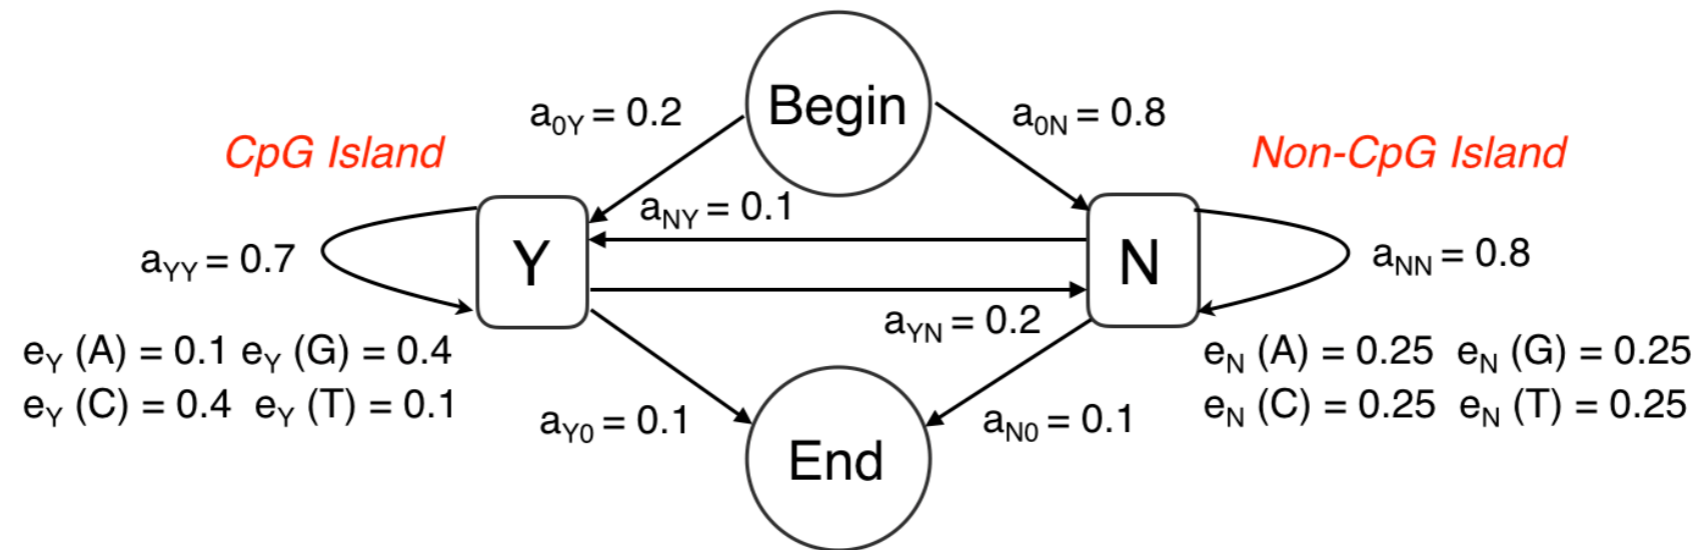 Begin
a0Y = 0.2
a0N = 0.8
CpG Island
Non-CpG Island
aNY = 0.1
aYY = 0.7
Y
N
aNN = 0.8
aYN = 0.2
eY (A) = 0.1 eY (G) = 0.4
eY (C) = 0.4 eY (T) = 0.1
eN (A) = 0.25 eN (G) = 0.25
eN (C) = 0.25 eN (T) = 0.25
aY0 = 0.1
aN0 = 0.1
End